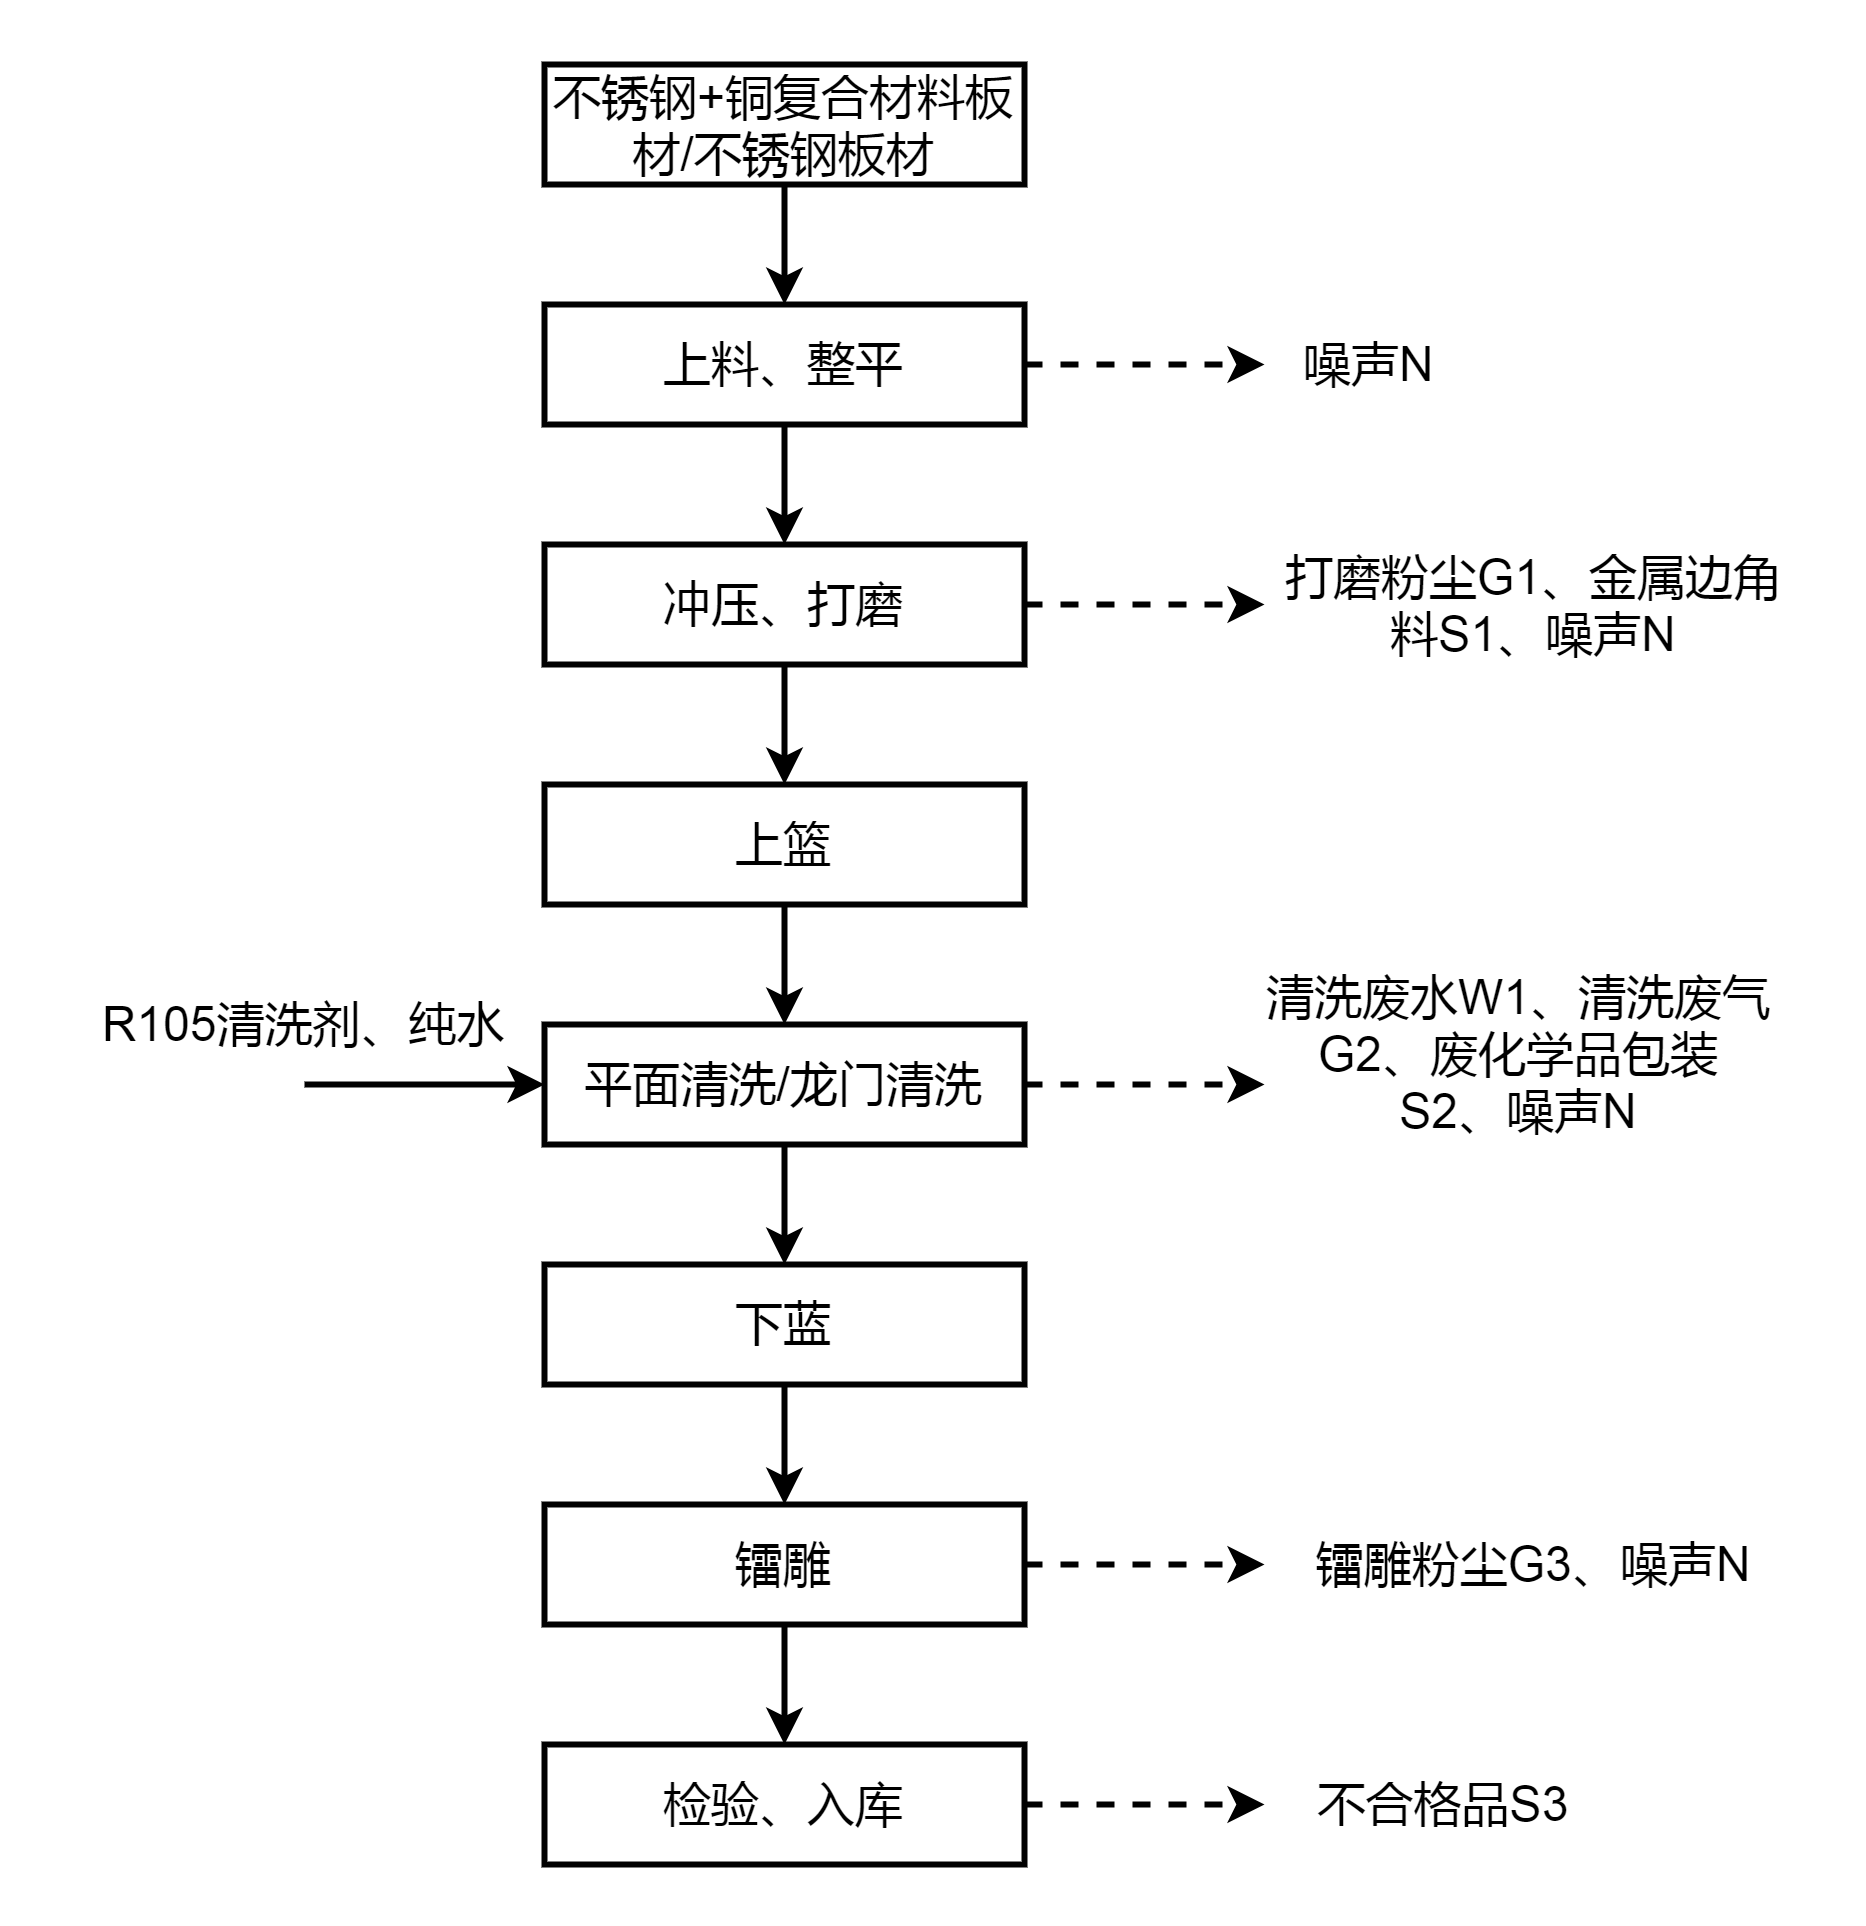 不锈钢+铜复合材料板
材/不锈钢板材
上料、整平
噪声N
冲压、打磨
打磨粉尘G1、金属边角
料S1、噪声N
上篮
R105清洗剂、纯水
平面清洗/龙门清洗
清洗废水W1、清洗废气
G2、废化学品包装
S2、噪声N
下蓝
镭雕
镭雕粉尘G3、噪声N
检验、入库
不合格品S3